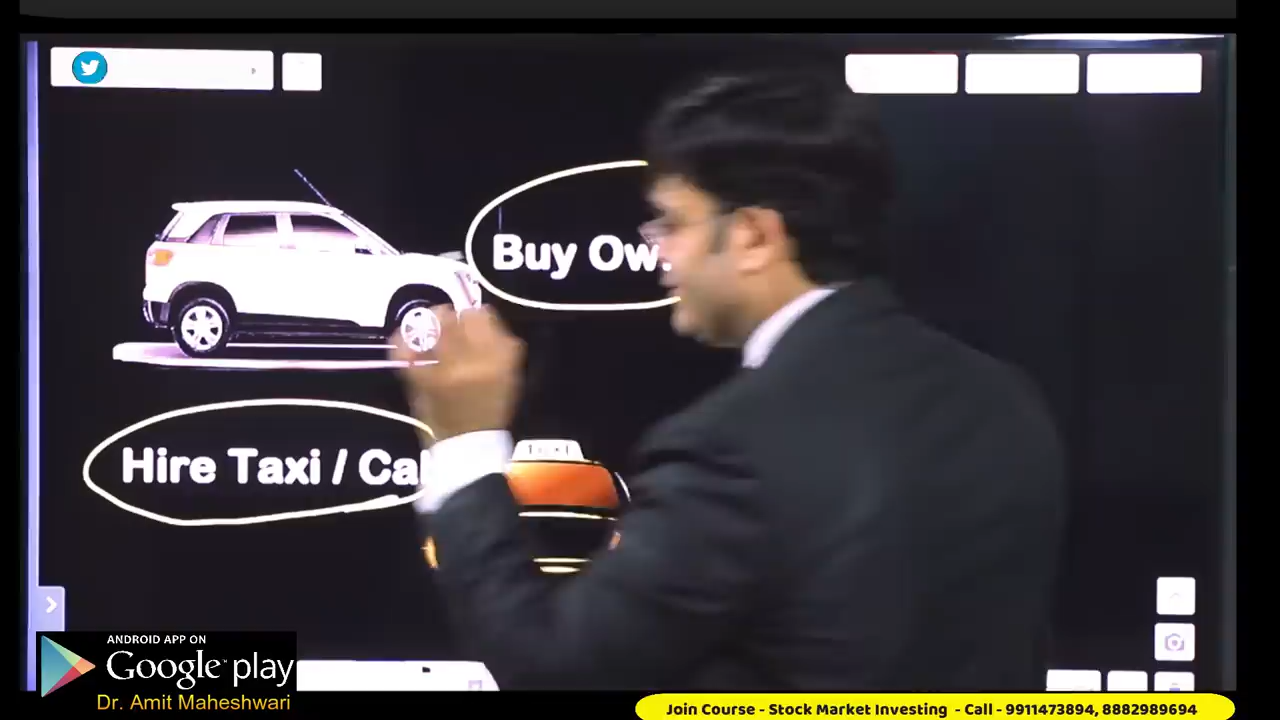 Buy Ow
Hire Taxi / Ca
TAXI
ANDROID APP ON
Google play
Dr. Amit Maheshwari
Join Course - Stock Market Investing - Call - 9911473894, 8882989694